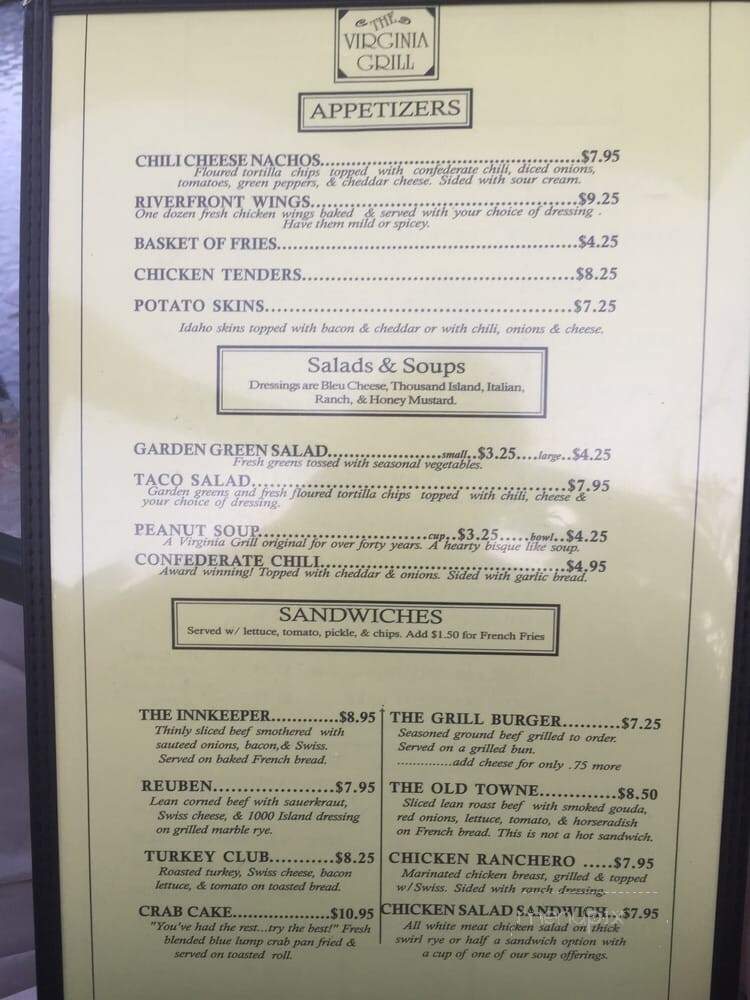 THE
VIRGINIA
GRILL
APPETIZERS
CHILI CHEESE NACHOS..............................................$7.95
Floured tortilla chips topped with confederate chili, diced onions,
tomatoes, green peppers, & cheddar cheese. Sided with sour cream.
RIVERFRONT WINGS...............................................$9.25
One dozen fresh chicken wings baked & served with your choice of dressing .
Have them mild or spicey.
BASKET OF FRIES.....................................................$4.25
CHICKEN TENDERS................................................$8.25
POTATO SKINS......................................................$7.25
Idaho skins topped with bacon & cheddar or with chili, onions & cheese.
Salads & Soups
Dressings are Bleu Cheese, Thousand Island, Italian,
Ranch, & Honey Mustard.
GARDEN GREEN SALAD....................small..$3.25....large..$4.25
Fresh greens tossed with seasonal vegetables.
TACO SALAD.......................................................$7.95
Garden greens and fresh floured tortilla chips topped with chili, cheese &
your choice of dressing.
PEANUT SOUP..............................cup..$3.25.....bowl..$4.25
A Virginia Grill original for over forty years. A hearty bisque like soup.
CONFEDERATE CHILI...........................................$4.95
Award winning! Topped with cheddar & onions. Sided with garlic bread.
SANDWICHES
Served w/ lettuce, tomato, pickle, & chips. Add $1.50 for French Fries
THE INNKEEPER.............$8.95
Thinly sliced beef smothered with
sauteed onions, bacon,& Swiss.
Served on baked French bread.
REUBEN.......................$7.95
Lean corned beef with sauerkraut,
Swiss cheese, & 1000 Island dressing
on grilled marble rye.
TURKEY CLUB............$8.25
Roasted turkey, Swiss cheese, bacon
lettuce, & tomato on toasted bread.
CRAB CAKE..................$10.95
"You've had the rest...try the best!" Fresh
blended blue lump crab pan fried &
served on toasted roll.
THE GRILL BURGER..........$7.25
Seasoned ground beef grilled to order.
Served on a grilled bun.
...............add cheese for only .75 more
THE OLD TOWNE..............$8.50
Sliced lean roast beef with smoked gouda,
red onions, lettuce, tomato, & horseradish
on French bread. This is not a hot sandwich.
CHICKEN RANCHERO .....$7.95
Marinated chicken breast, grilled & topped
w/ Swiss. Sided with ranch dressing.
CHICKEN SALAD SANDWICH...$7.95
All white meat chicken salad on thick
swirl rye or half a sandwich option with
a cup of one of our soup offerings.
menupix